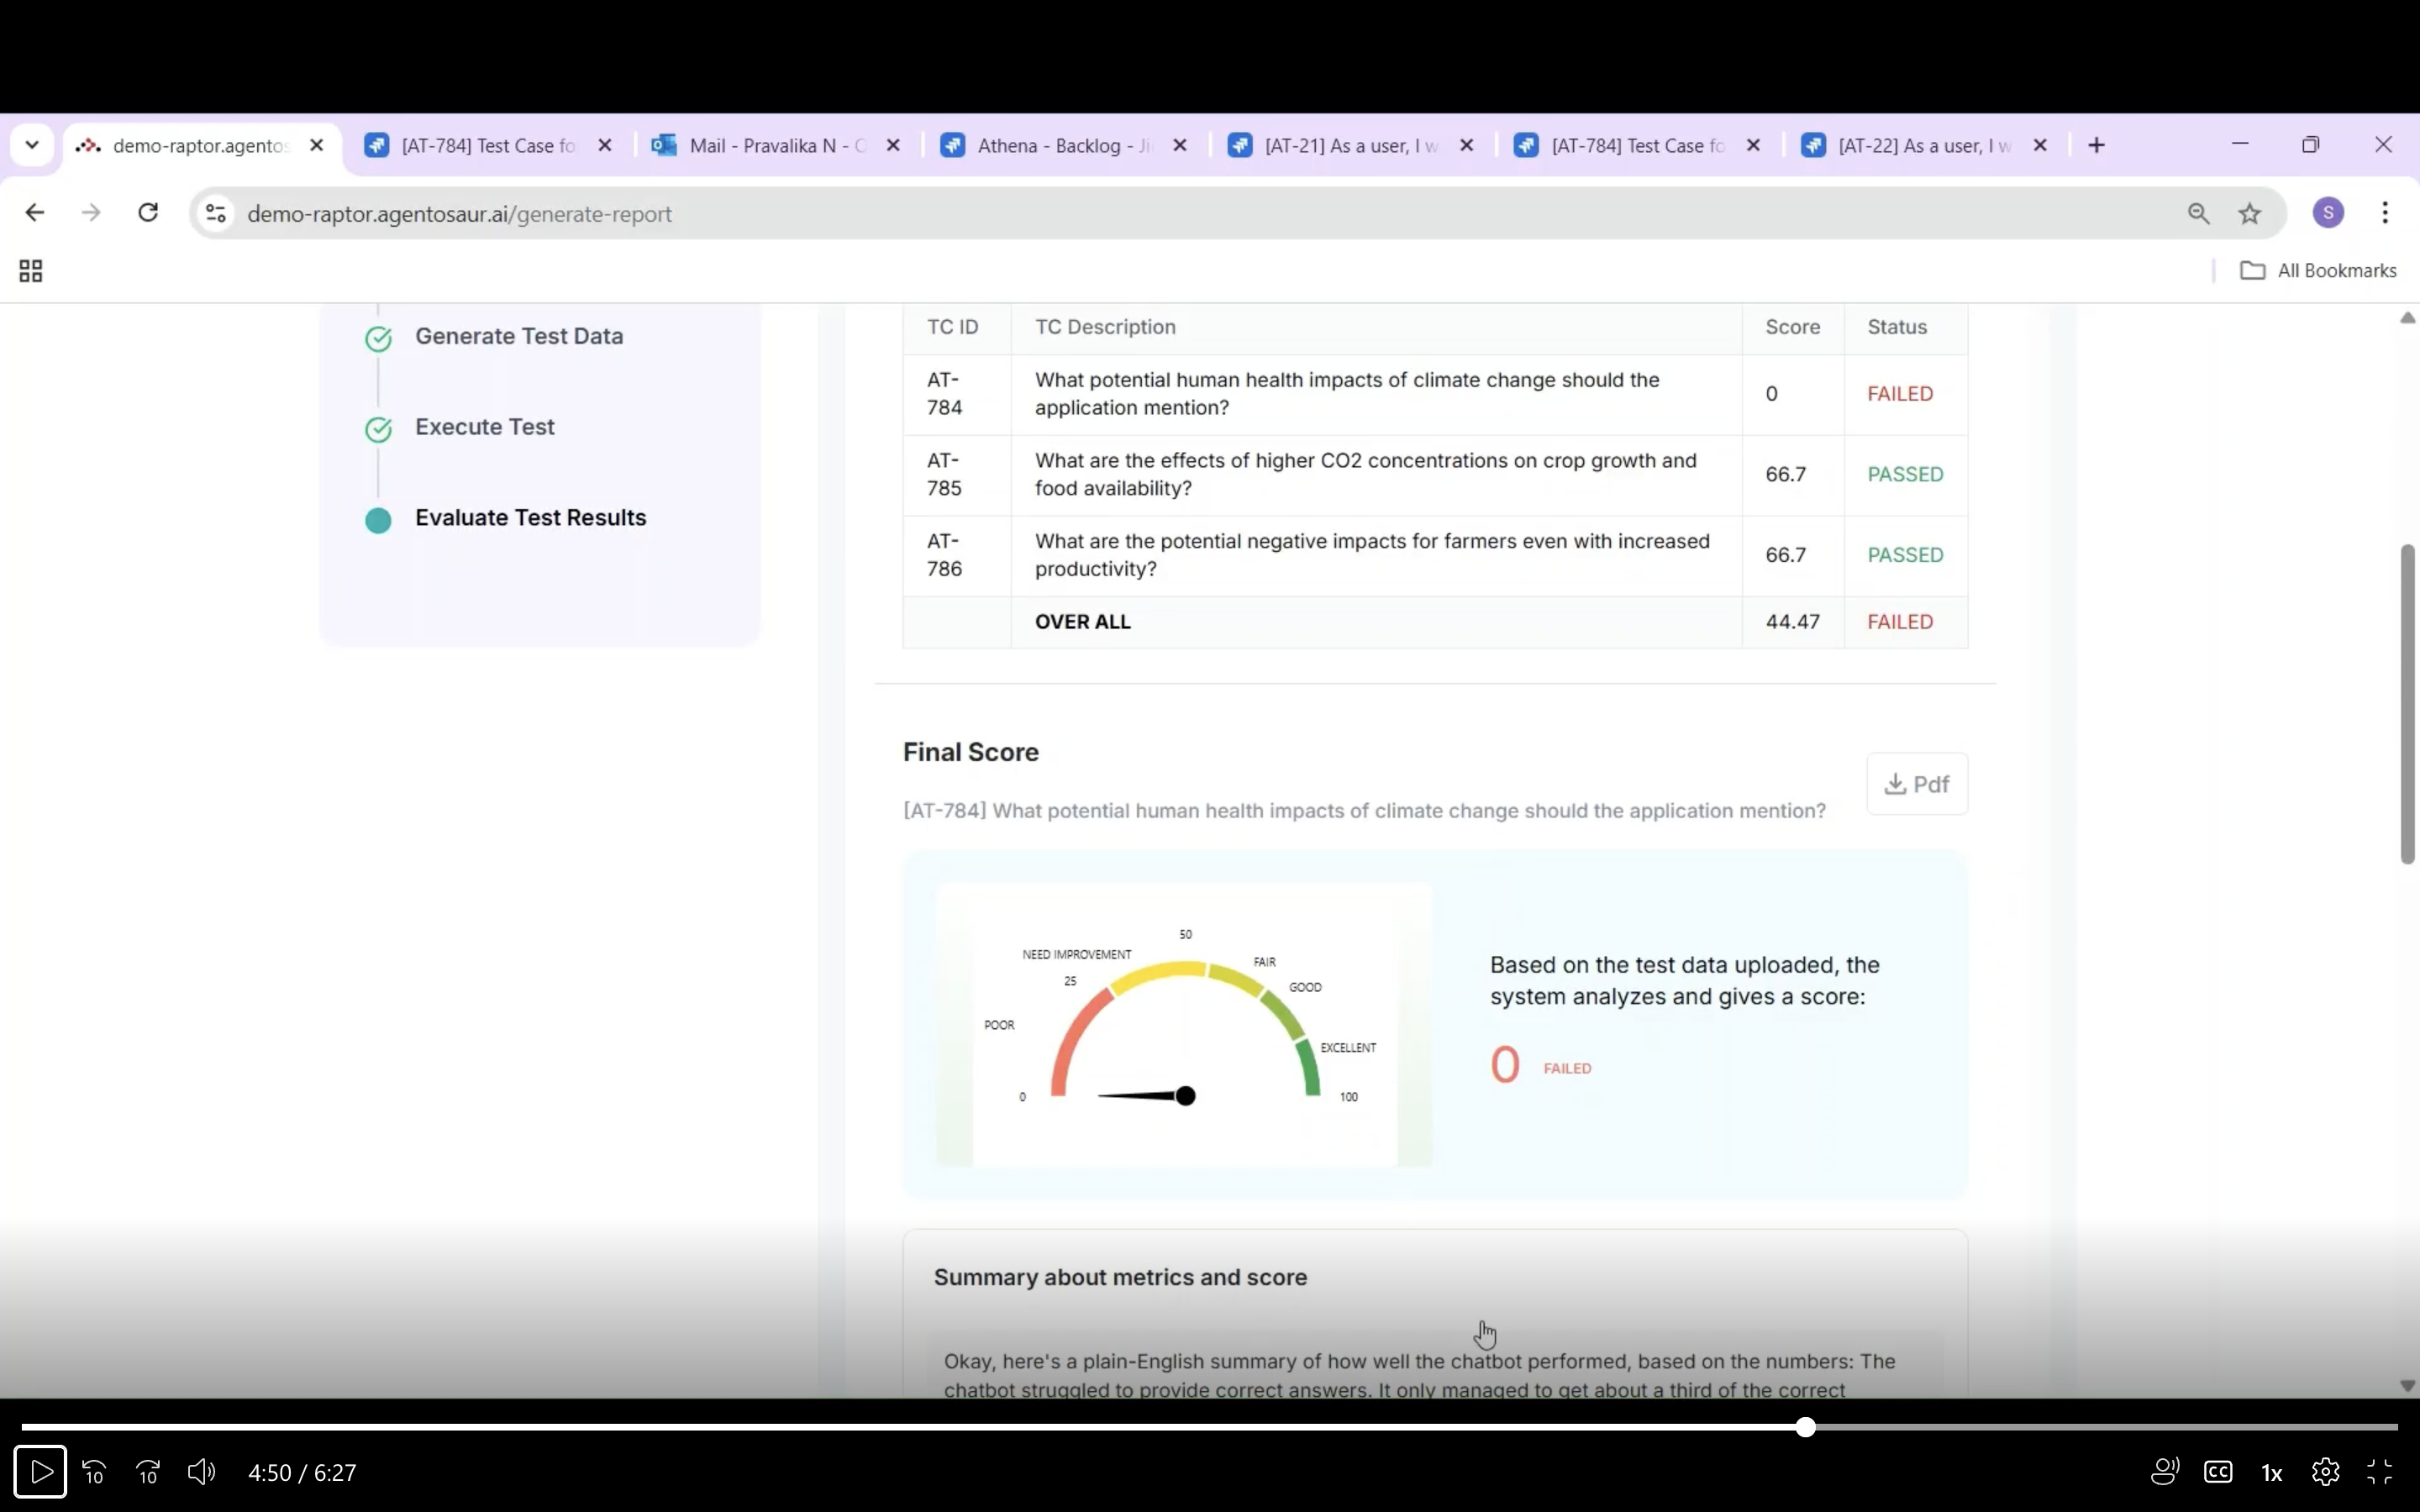 demo-raptor.agentos
[AT-784] Test Case fo
Mail - Pravalika N - C
Athena - Backlog - Ji
[AT-21] As a user, I w
[AT-784] Test Case fo
[AT-22] As a user, I w
demo-raptor.agentosaur.ai/generate-report
S
All Bookmarks
Generate Test Data
Execute Test
Evaluate Test Results
TC ID TC Description Score Status
AT-
784
What potential human health impacts of climate change should the
application mention?
0 FAILED
AT-
785
What are the effects of higher CO2 concentrations on crop growth and
food availability?
66.7 PASSED
AT-
786
What are the potential negative impacts for farmers even with increased
productivity?
66.7 PASSED
OVER ALL 44.47 FAILED
Final Score
Pdf
[AT-784] What potential human health impacts of climate change should the application mention?
50
NEED IMPROVEMENT
FAIR
25
GOOD
POOR
EXCELLENT
0
100
Based on the test data uploaded, the
system analyzes and gives a score:
0 FAILED
Summary about metrics and score
Okay, here's a plain-English summary of how well the chatbot performed, based on the numbers: The
chatbot struggled to provide correct answers. It only managed to get about a third of the correct
10
10
4:50 / 6:27
CC
1x